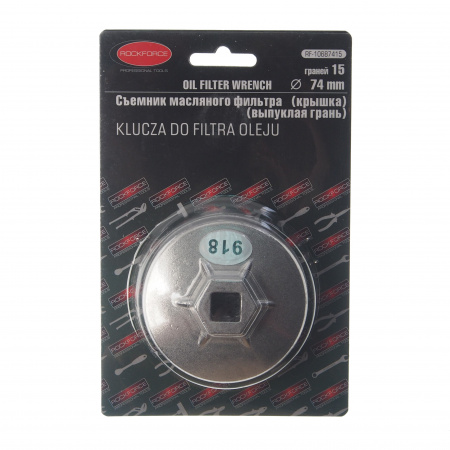 ROCKFORCE
PROFESSIONAL TOOLS
RF-10667415
граней 15
OIL FILTER WRENCH
Ø 74 mm
Съемник масляного фильтра (крышка)
(выпуклая грань)
KLUCZA DO FILTRA OLEJU
918